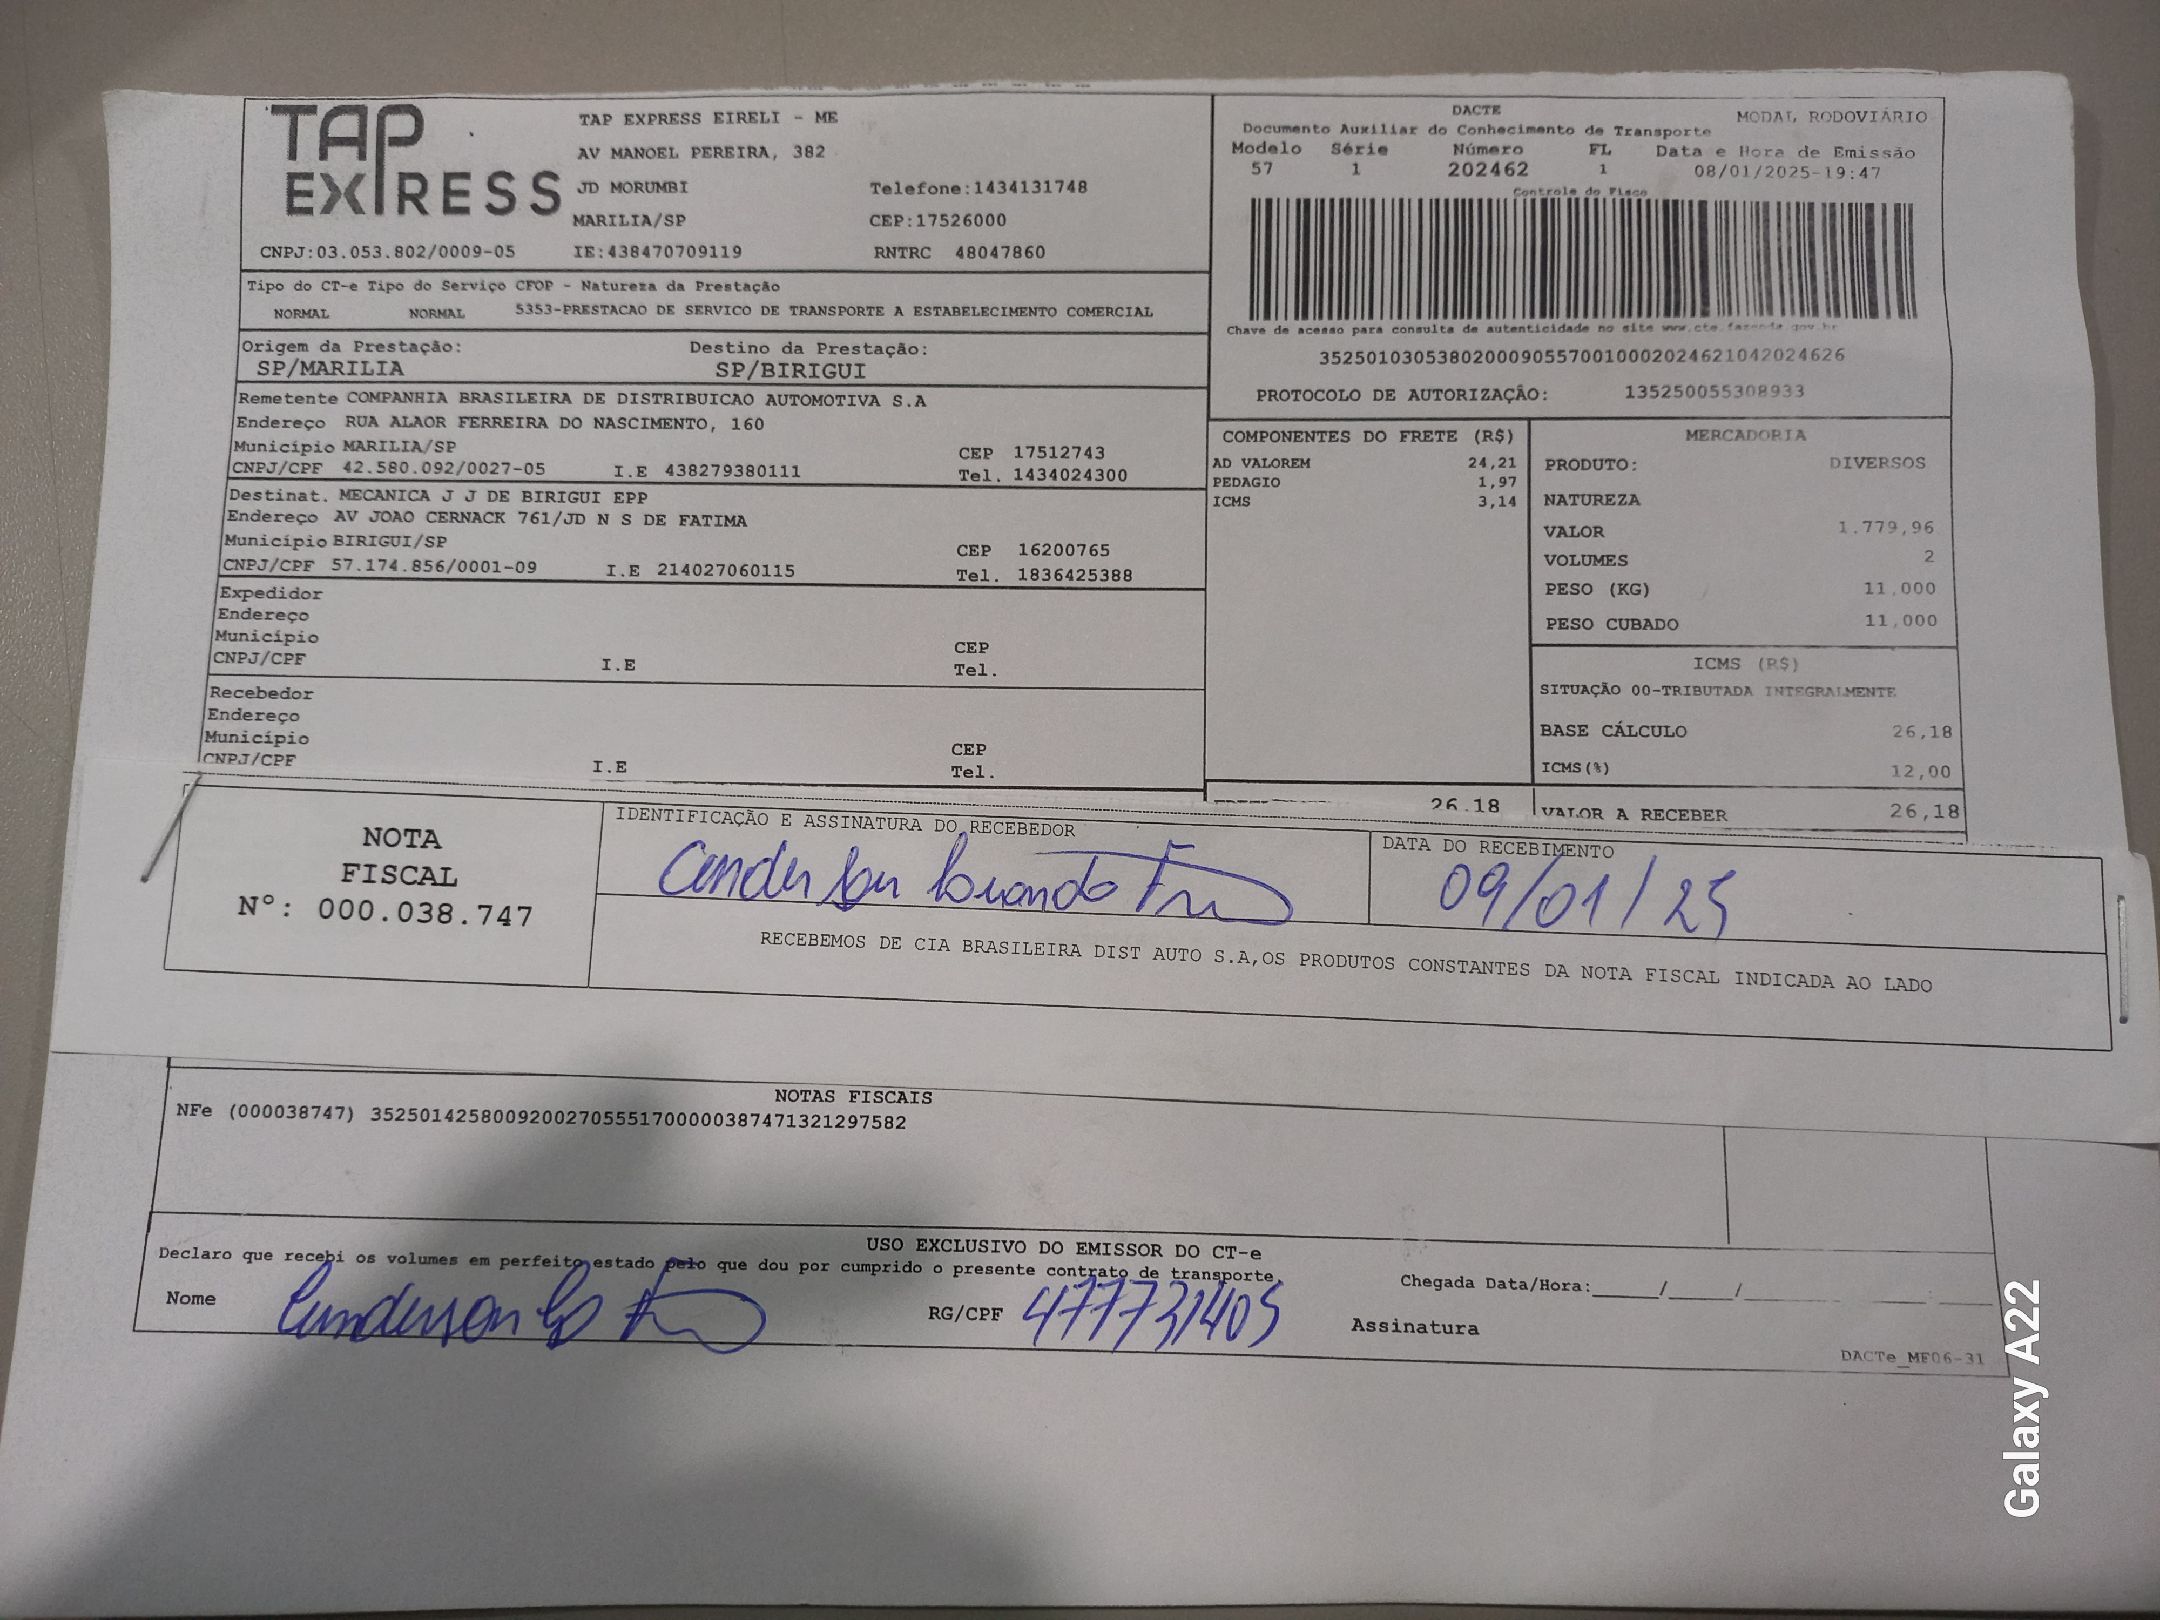 TAP EXPRESS
TAP EXPRESS EIRELI - ME
AV MANOEL PEREIRA, 382
JD MORUMBI Telefone:1434131748
MARILIA/SP CEP:17526000
CNPJ:03.053.802/0009-05 IE:438470709119 RNTRC 48047860
DACTE MODAL RODOVIÁRIO
Documento Auxiliar do Conhecimento de Transporte
Modelo Série Número FL Data e Hora de Emissão
57 1 202462 1 08/01/2025-19:47
Controle do Fisco
Chave de acesso para consulta de autenticidade no site www.cte.fazenda.gov.br
35250103053802000905570010002024621042024626
PROTOCOLO DE AUTORIZAÇÃO: 135250055308933
Tipo do CT-e Tipo do Serviço CFOP - Natureza da Prestação
NORMAL NORMAL 5353-PRESTACAO DE SERVICO DE TRANSPORTE A ESTABELECIMENTO COMERCIAL
Origem da Prestação: Destino da Prestação:
SP/MARILIA SP/BIRIGUI
Remetente COMPANHIA BRASILEIRA DE DISTRIBUICAO AUTOMOTIVA S.A
Endereço RUA ALAOR FERREIRA DO NASCIMENTO, 160
Município MARILIA/SP CEP 17512743
CNPJ/CPF 42.580.092/0027-05 I.E 438279380111 Tel. 1434024300
Destinat. MECANICA J J DE BIRIGUI EPP
Endereço AV JOAO CERNACK 761/JD N S DE FATIMA
Município BIRIGUI/SP CEP 16200765
CNPJ/CPF 57.174.856/0001-09 I.E 214027060115 Tel. 1836425388
Expedidor
Endereço
Município CEP
CNPJ/CPF I.E Tel.
Recebedor
Endereço
Município CEP
CNPJ/CPF I.E Tel.
COMPONENTES DO FRETE (R$)
AD VALOREM 24,21
PEDAGIO 1,97
ICMS 3,14
26,18
MERCADORIA
PRODUTO: DIVERSOS
NATUREZA
VALOR 1.779,96
VOLUMES 2
PESO (KG) 11,000
PESO CUBADO 11,000
ICMS (R$)
SITUAÇÃO 00-TRIBUTADA INTEGRALMENTE
BASE CÁLCULO 26,18
ICMS(%) 12,00
VALOR A RECEBER 26,18
NOTA
FISCAL
Nº: 000.038.747
IDENTIFICAÇÃO E ASSINATURA DO RECEBEDOR
DATA DO RECEBIMENTO
09/01/25
RECEBEMOS DE CIA BRASILEIRA DIST AUTO S.A,OS PRODUTOS CONSTANTES DA NOTA FISCAL INDICADA AO LADO
NOTAS FISCAIS
NFe (000038747) 35250142580092002705551700000387471321297582
USO EXCLUSIVO DO EMISSOR DO CT-e
Declaro que recebi os volumes em perfeito estado pelo que dou por cumprido o presente contrato de transporte. Chegada Data/Hora:____/____/
Nome Anderson RG/CPF 477731405 Assinatura
DACTe_MF06-31
Galaxy A22